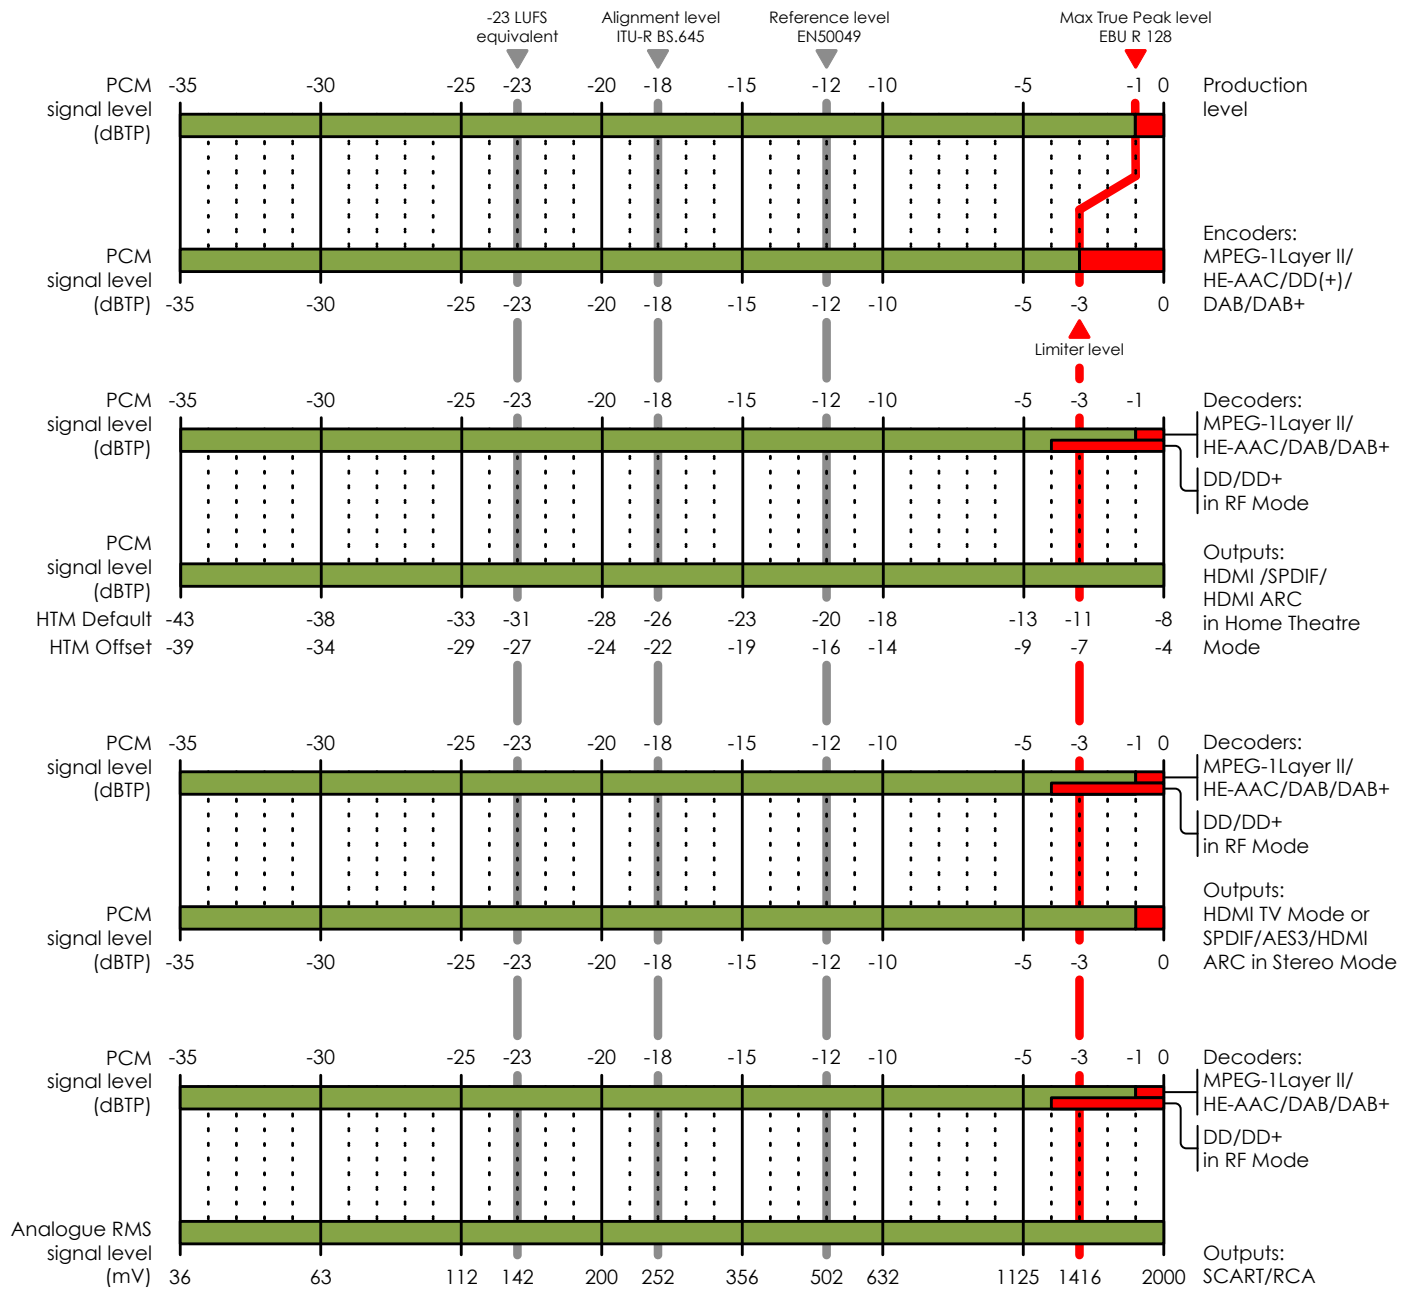 -23 LUFS
equivalent
Alignment level
ITU-R BS.645
Reference level
EN50049
Max True Peak level
EBU R 128
PCM
signal level
(dBTP)
-35 -30 -25 -23 -20 -18 -15 -12 -10 -5 -1 0
Production
level
PCM
signal level
(dBTP)
-35 -30 -25 -23 -20 -18 -15 -12 -10 -5 -3 0
Encoders:
MPEG-1Layer II/
HE-AAC/DD(+)/
DAB/DAB+
Limiter level
PCM
signal level
(dBTP)
-35 -30 -25 -23 -20 -18 -15 -12 -10 -5 -3 -1
Decoders:
MPEG-1Layer II/
HE-AAC/DAB/DAB+
DD/DD+
in RF Mode
PCM
signal level
(dBTP)
HTM Default -43 -38 -33 -31 -28 -26 -23 -20 -18 -13 -11 -8
HTM Offset -39 -34 -29 -27 -24 -22 -19 -16 -14 -9 -7 -4
Outputs:
HDMI /SPDIF/
HDMI ARC
in Home Theatre
Mode
PCM
signal level
(dBTP)
-35 -30 -25 -23 -20 -18 -15 -12 -10 -5 -3 -1 0
Decoders:
MPEG-1Layer II/
HE-AAC/DAB/DAB+
DD/DD+
in RF Mode
PCM
signal level
(dBTP)
-35 -30 -25 -23 -20 -18 -15 -12 -10 -5 -3 0
Outputs:
HDMI TV Mode or
SPDIF/AES3/HDMI
ARC in Stereo Mode
PCM
signal level
(dBTP)
-35 -30 -25 -23 -20 -18 -15 -12 -10 -5 -3 -1 0
Decoders:
MPEG-1Layer II/
HE-AAC/DAB/DAB+
DD/DD+
in RF Mode
Analogue RMS
signal level
(mV)
36 63 112 142 200 252 356 502 632 1125 1416 2000
Outputs:
SCART/RCA